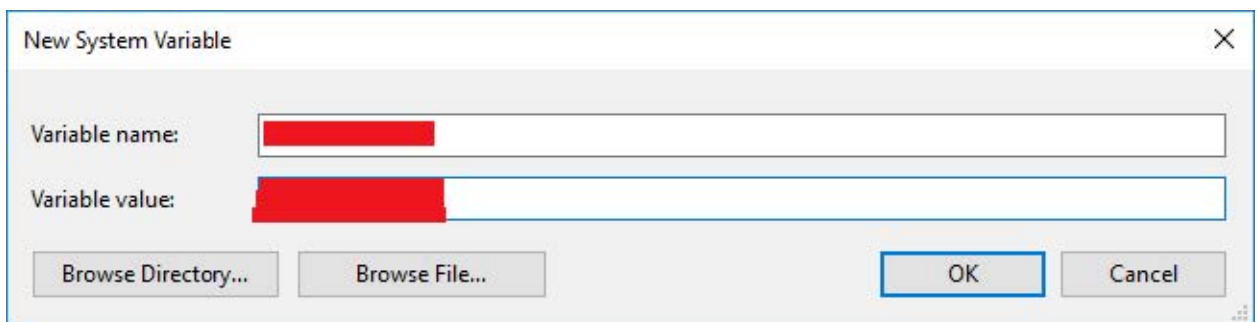 New System Variable
Variable name:
Variable value:
Browse Directory... Browse File... OK Cancel